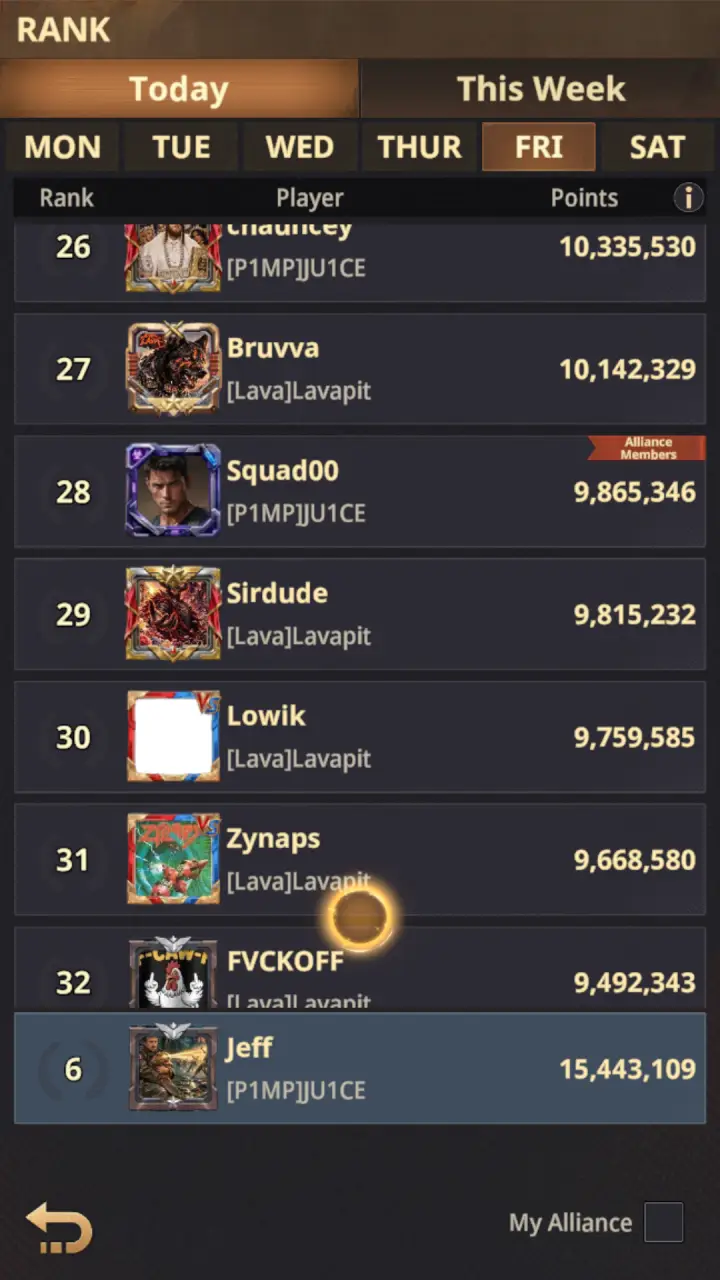 RANK
Today
This Week
MON
TUE
WED
THUR
FRI
SAT
Rank
Player
Points
26
chauncey
[P1MP]JU1CE
10,335,530
27
Bruvva
[Lava]Lavapit
10,142,329
Alliance
Members
28
Squad00
[P1MP]JU1CE
9,865,346
29
Sirdude
[Lava]Lavapit
9,815,232
30
Lowik
[Lava]Lavapit
9,759,585
31
Zynaps
[Lava]Lavapit
9,668,580
32
FVCKOFF
[Lava]Lavapit
9,492,343
6
Jeff
[P1MP]JU1CE
15,443,109
My Alliance